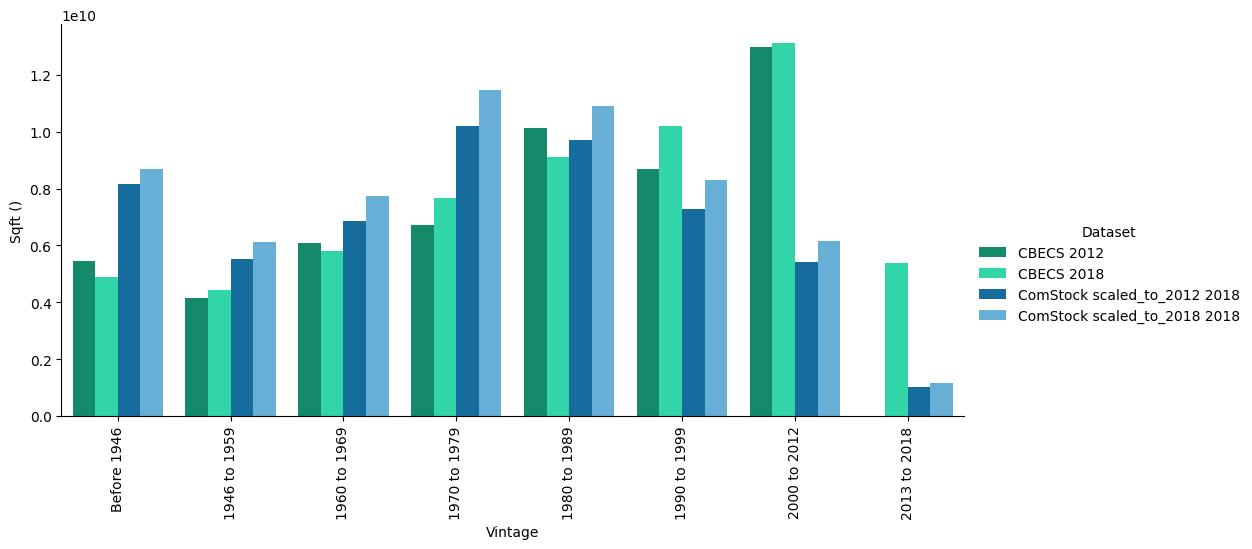 1e10
1.2
1.0
0.8
0.6
0.4
0.2
0.0
Sqft ()
Before 1946
1946 to 1959
1960 to 1969
1970 to 1979
1980 to 1989
1990 to 1999
2000 to 2012
2013 to 2018
Vintage
Dataset
CBECS 2012
CBECS 2018
ComStock scaled_to_2012 2018
ComStock scaled_to_2018 2018